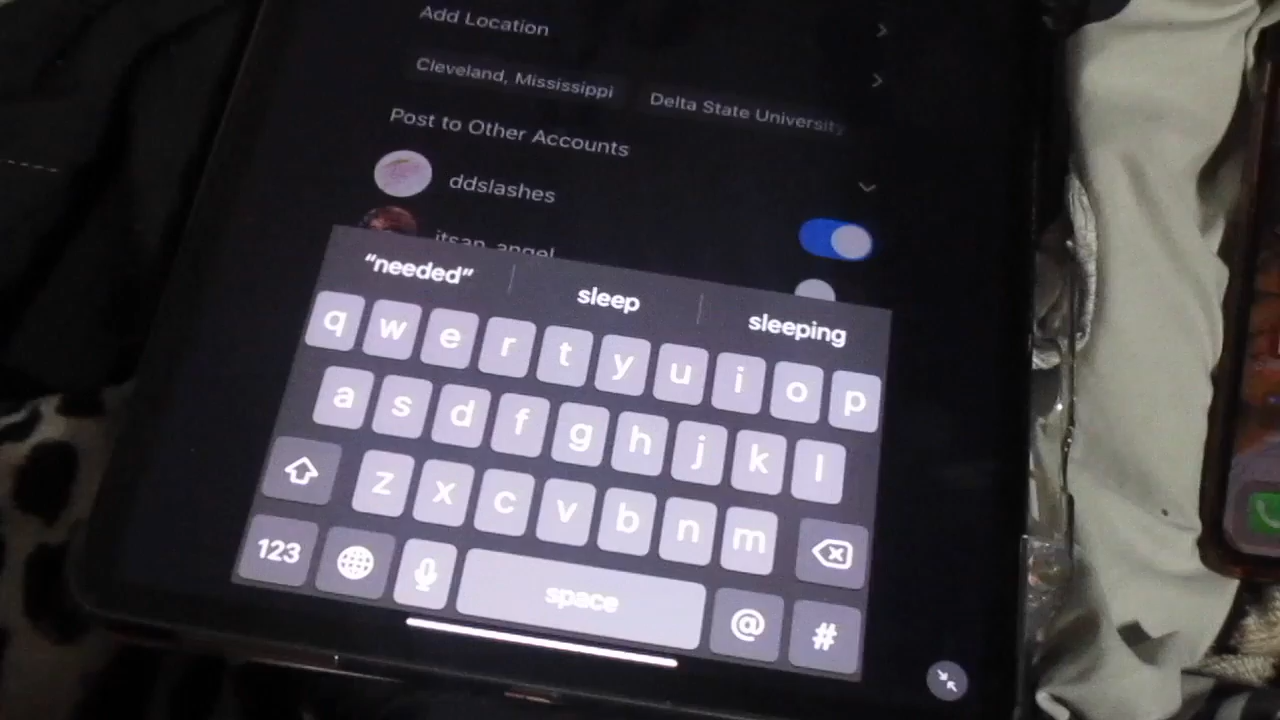 Add Location
Cleveland, Mississippi
Delta State University
Post to Other Accounts
ddslashes
itsan_angel
“needed” sleep sleeping
q w e r t y u i o p
a s d f g h j k l
z x c v b n m
123 space @ #